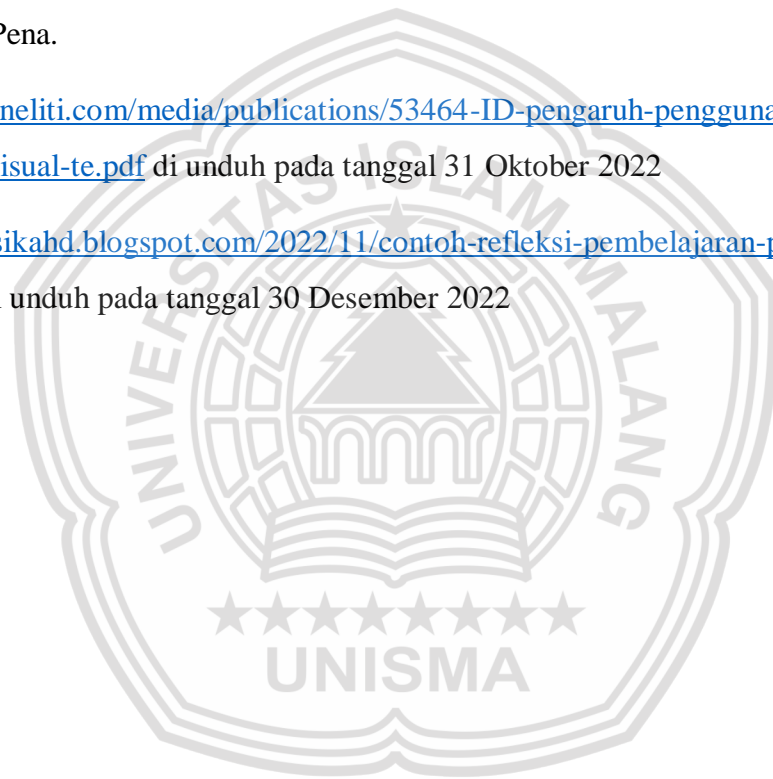 Pena.
neliti.com/media/publications/53464-ID-pengaruh-pengguna
isual-te.pdf di unduh pada tanggal 31 Oktober 2022
sikahd.blogspot.com/2022/11/contoh-refleksi-pembelajaran-p
unduh pada tanggal 30 Desember 2022
UNIVERSITAS ISLAM MALANG
UNISMA